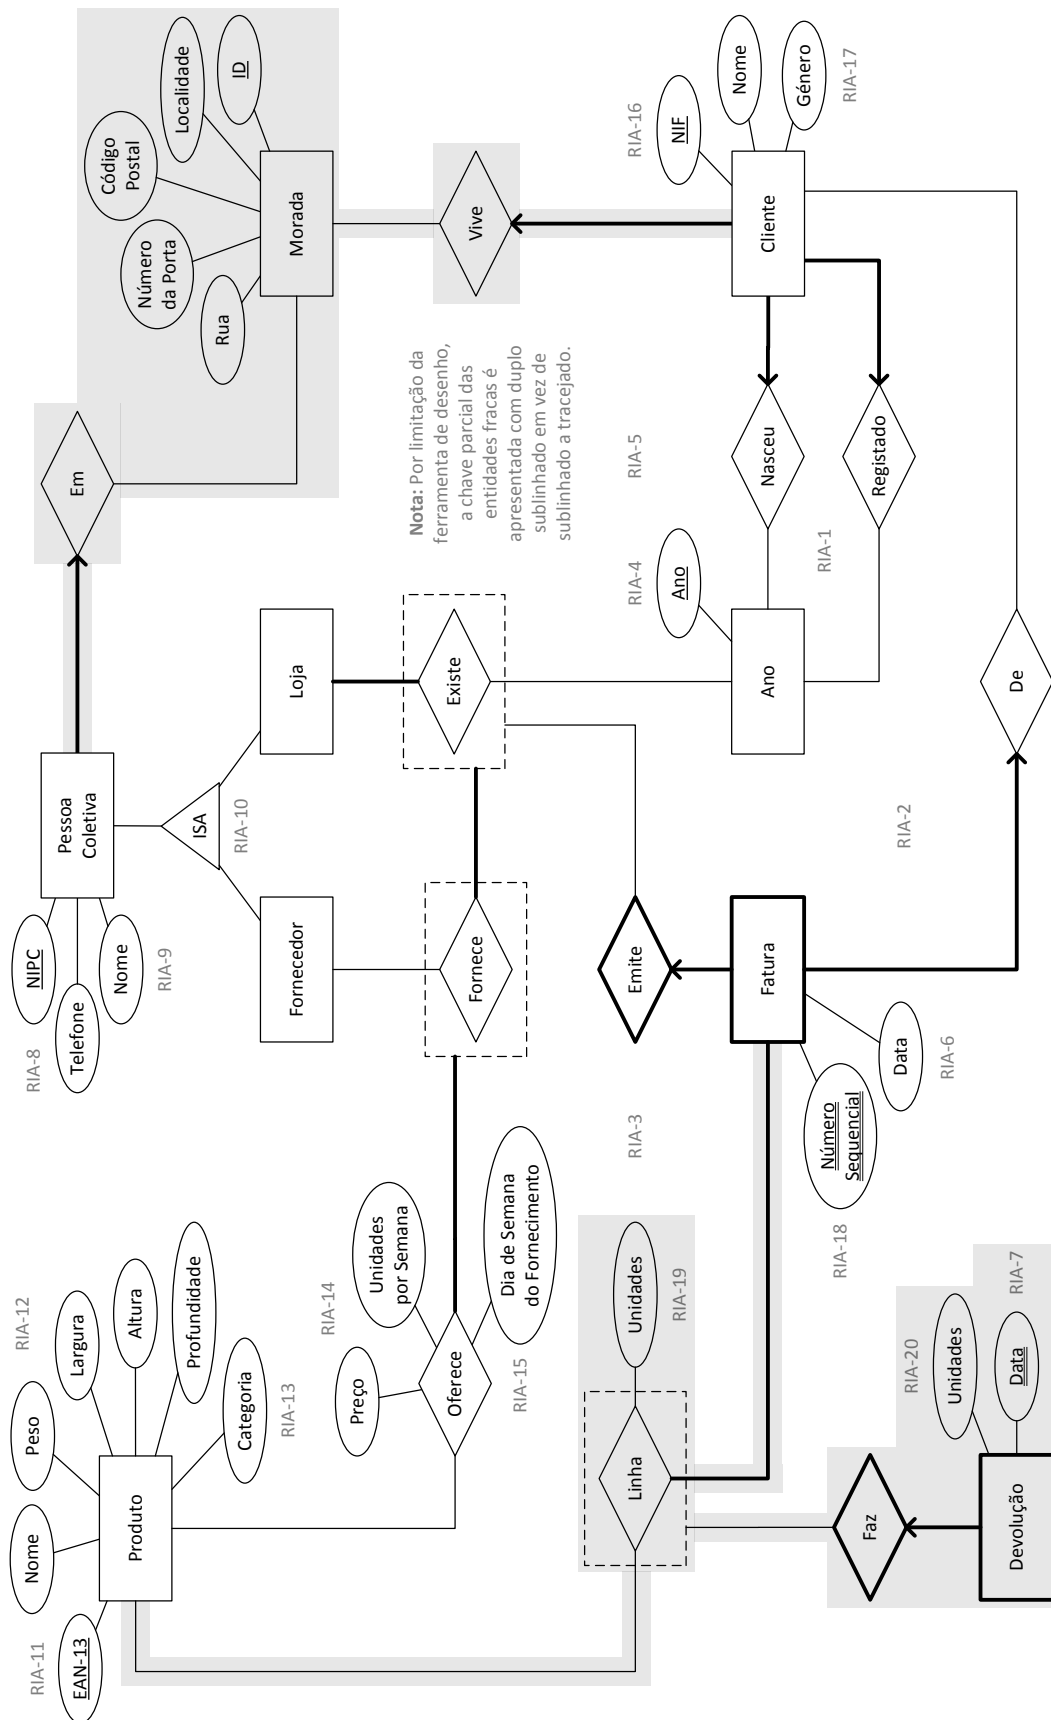 RIA-11
EAN-13
Nome
Peso
RIA-12
Largura
Altura
Profundidade
Categoria
RIA-13
Produto
RIA-8
NIPC
Telefone
Nome
RIA-9
Pessoa
Coletiva
Em
ISA
RIA-10
Fornecedor
Loja
Rua
Número
da Porta
Código
Postal
Localidade
ID
Morada
RIA-14
Preço
Unidades
por Semana
Dia de Semana
do Fornecimento
Oferece
RIA-15
Fornece
Existe
Nota: Por limitação da
ferramenta de desenho,
a chave parcial das
entidades fracas é
apresentada com duplo
sublinhado em vez de
sublinhado a tracejado.
Vive
Linha
Unidades
RIA-19
RIA-3
Emite
RIA-4
Ano
RIA-5
RIA-16
NIF
Nome
Género
RIA-17
Fatura
Ano
Nasceu
Cliente
RIA-1
Registado
Número
Sequencial
RIA-18
Data
RIA-6
RIA-2
Faz
RIA-20
Unidades
Data
RIA-7
Devolução
De